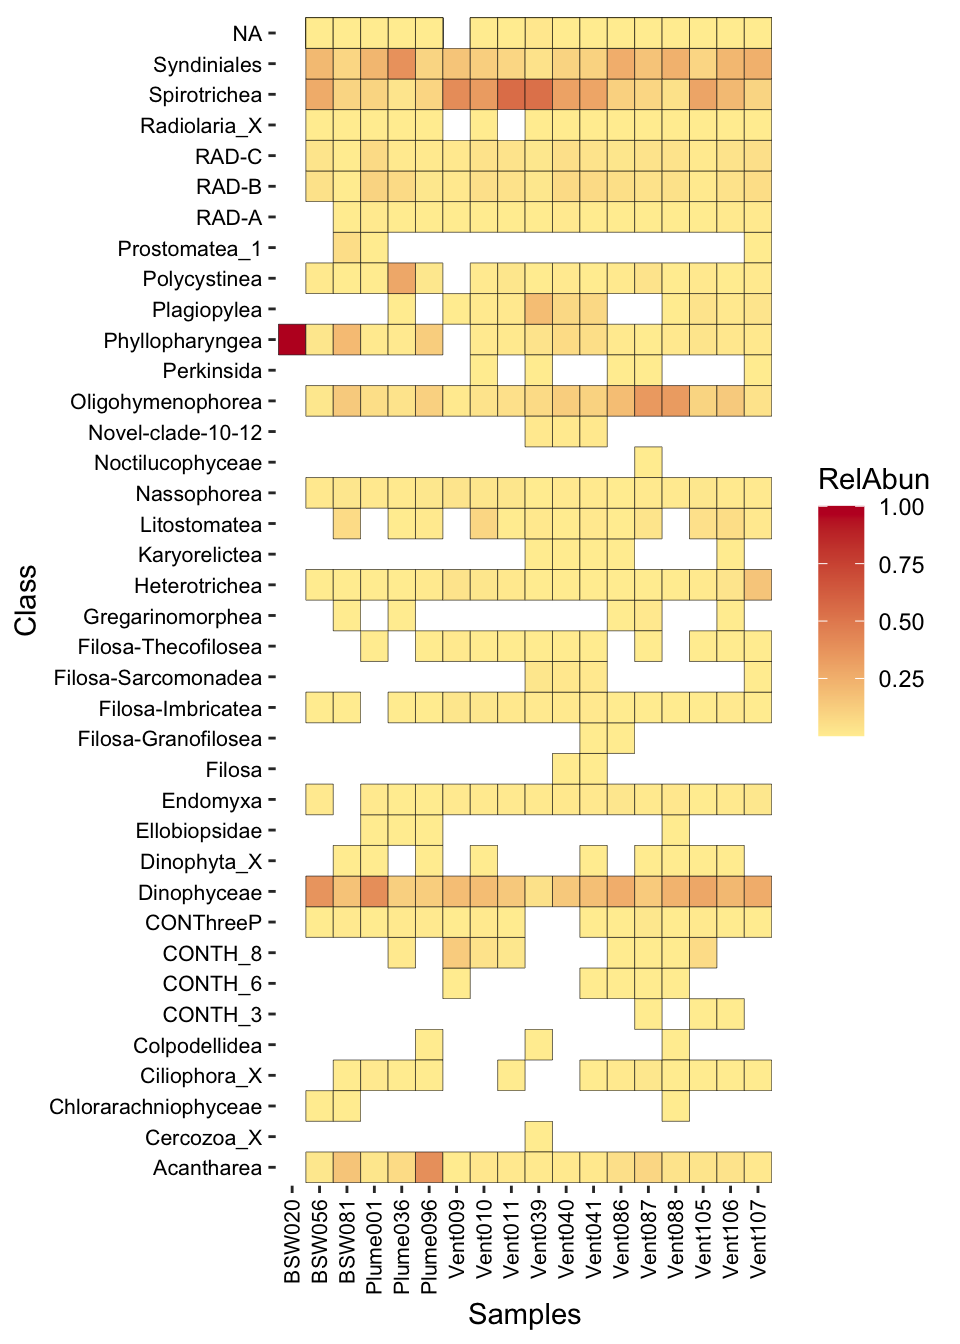 NA
Syndiniales
Spirotrichea
Radiolaria_X
RAD-C
RAD-B
RAD-A
Prostomatea_1
Polycystinea
Plagiopylea
Phyllopharyngea
Perkinsida
Oligohymenophorea
Novel-clade-10-12
Noctilucophyceae
Nassophorea
Litostomatea
Karyorelictea
Heterotrichea
Gregarinomorphea
Filosa-Thecofilosea
Filosa-Sarcomonadea
Filosa-Imbricatea
Filosa-Granofilosea
Filosa
Endomyxa
Ellobiopsidae
Dinophyta_X
Dinophyceae
CONThreeP
CONTH_8
CONTH_6
CONTH_3
Colpodellidea
Ciliophora_X
Chlorarachniophyceae
Cercozoa_X
Acantharea
Class
BSW020
BSW056
BSW081
Plume001
Plume036
Plume096
Vent009
Vent010
Vent011
Vent039
Vent040
Vent041
Vent086
Vent087
Vent088
Vent105
Vent106
Vent107
Samples
RelAbun
1.00
0.75
0.50
0.25